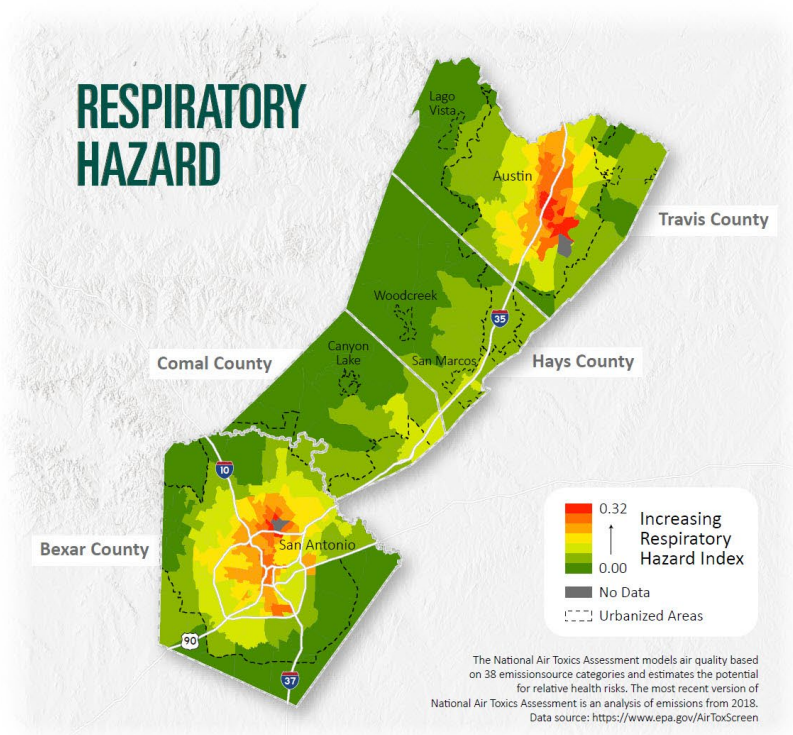 RESPIRATORY
HAZARD
Lago
Vista
Austin
Travis County
Woodcreek
35
Canyon
Lake
San Marcos
Comal County
Hays County
10
San Antonio
Bexar County
90
37
0.32
0.00
Increasing
Respiratory
Hazard Index
No Data
Urbanized Areas
The National Air Toxics Assessment models air quality based
on 38 emissionsource categories and estimates the potential
for relative health risks. The most recent version of
National Air Toxics Assessment is an analysis of emissions from 2018.
Data source: https://www.epa.gov/AirToxScreen